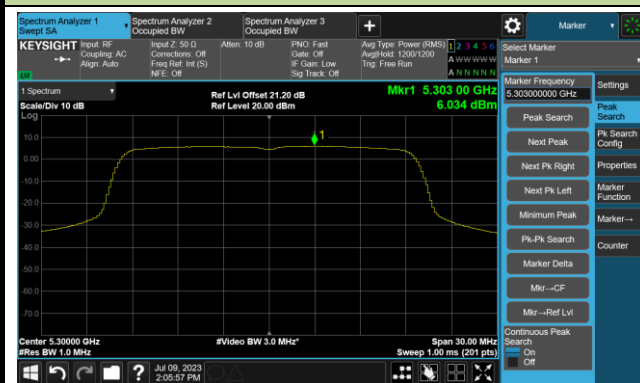 Spectrum Analyzer 1
Swept SA
Spectrum Analyzer 2
Occupied BW
Spectrum Analyzer 3
Occupied BW
Marker
KEYSIGHT
Input: RF
Coupling: AC
Align: Auto
Input Z: 50 Ω
Corrections: Off
Freq Ref: Int (S)
NFE: Off
Atten: 10 dB
PNO: Fast
Gate: Off
IF Gain: Low
Sig Track: Off
Avg Type: Power (RMS)
Avg|Hold: 1200/1200
Trig: Free Run
1 2 3 4 5 6
A W W W W W
A N N N N N
Select Marker
Marker 1
1 Spectrum
Scale/Div 10 dB
Log
Ref Lvl Offset 21.20 dB
Ref Level 20.00 dBm
Mkr1 5.303 00 GHz
6.034 dBm
1
10.0
0.00
-10.0
-20.0
-30.0
-40.0
-50.0
-60.0
-70.0
Center 5.30000 GHz
#Res BW 1.0 MHz
#Video BW 3.0 MHz*
Span 30.00 MHz
Sweep 1.00 ms (201 pts)
Marker Frequency
5.303000000 GHz
Peak Search
Next Peak
Next Pk Right
Next Pk Left
Minimum Peak
Pk-Pk Search
Marker Delta
Mkr→CF
Mkr→Ref Lvl
Continuous Peak
Search
On
Off
Settings
Peak
Search
Pk Search
Config
Properties
Marker
Function
Marker→
Counter
Jul 09, 2023
2:05:57 PM